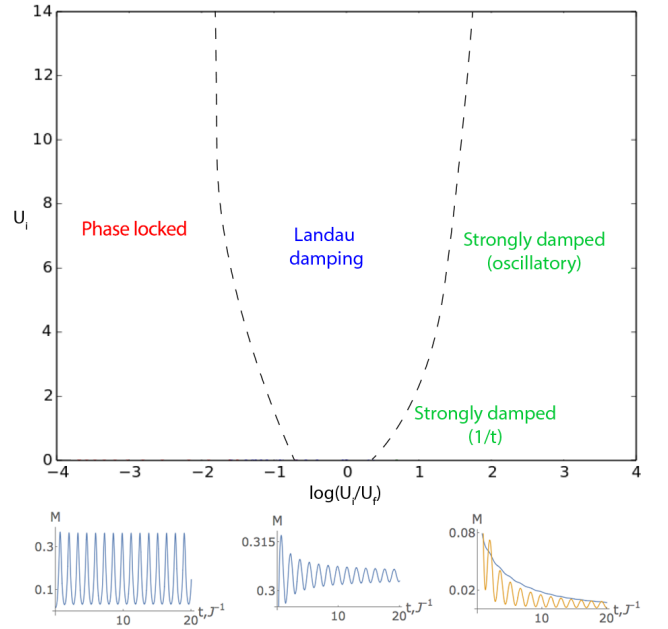 14
12
10
8
6
4
2
0
U_i
Phase locked
Landau
damping
Strongly damped
(oscillatory)
Strongly damped
(1/t)
−4
−3
−2
−1
0
1
2
3
4
log(U_i/U_f)
M
0.3
0.1
10
20
t,J⁻¹
M
0.315
0.3
10
20
t,J⁻¹
M
0.08
0.02
10
20
t,J⁻¹